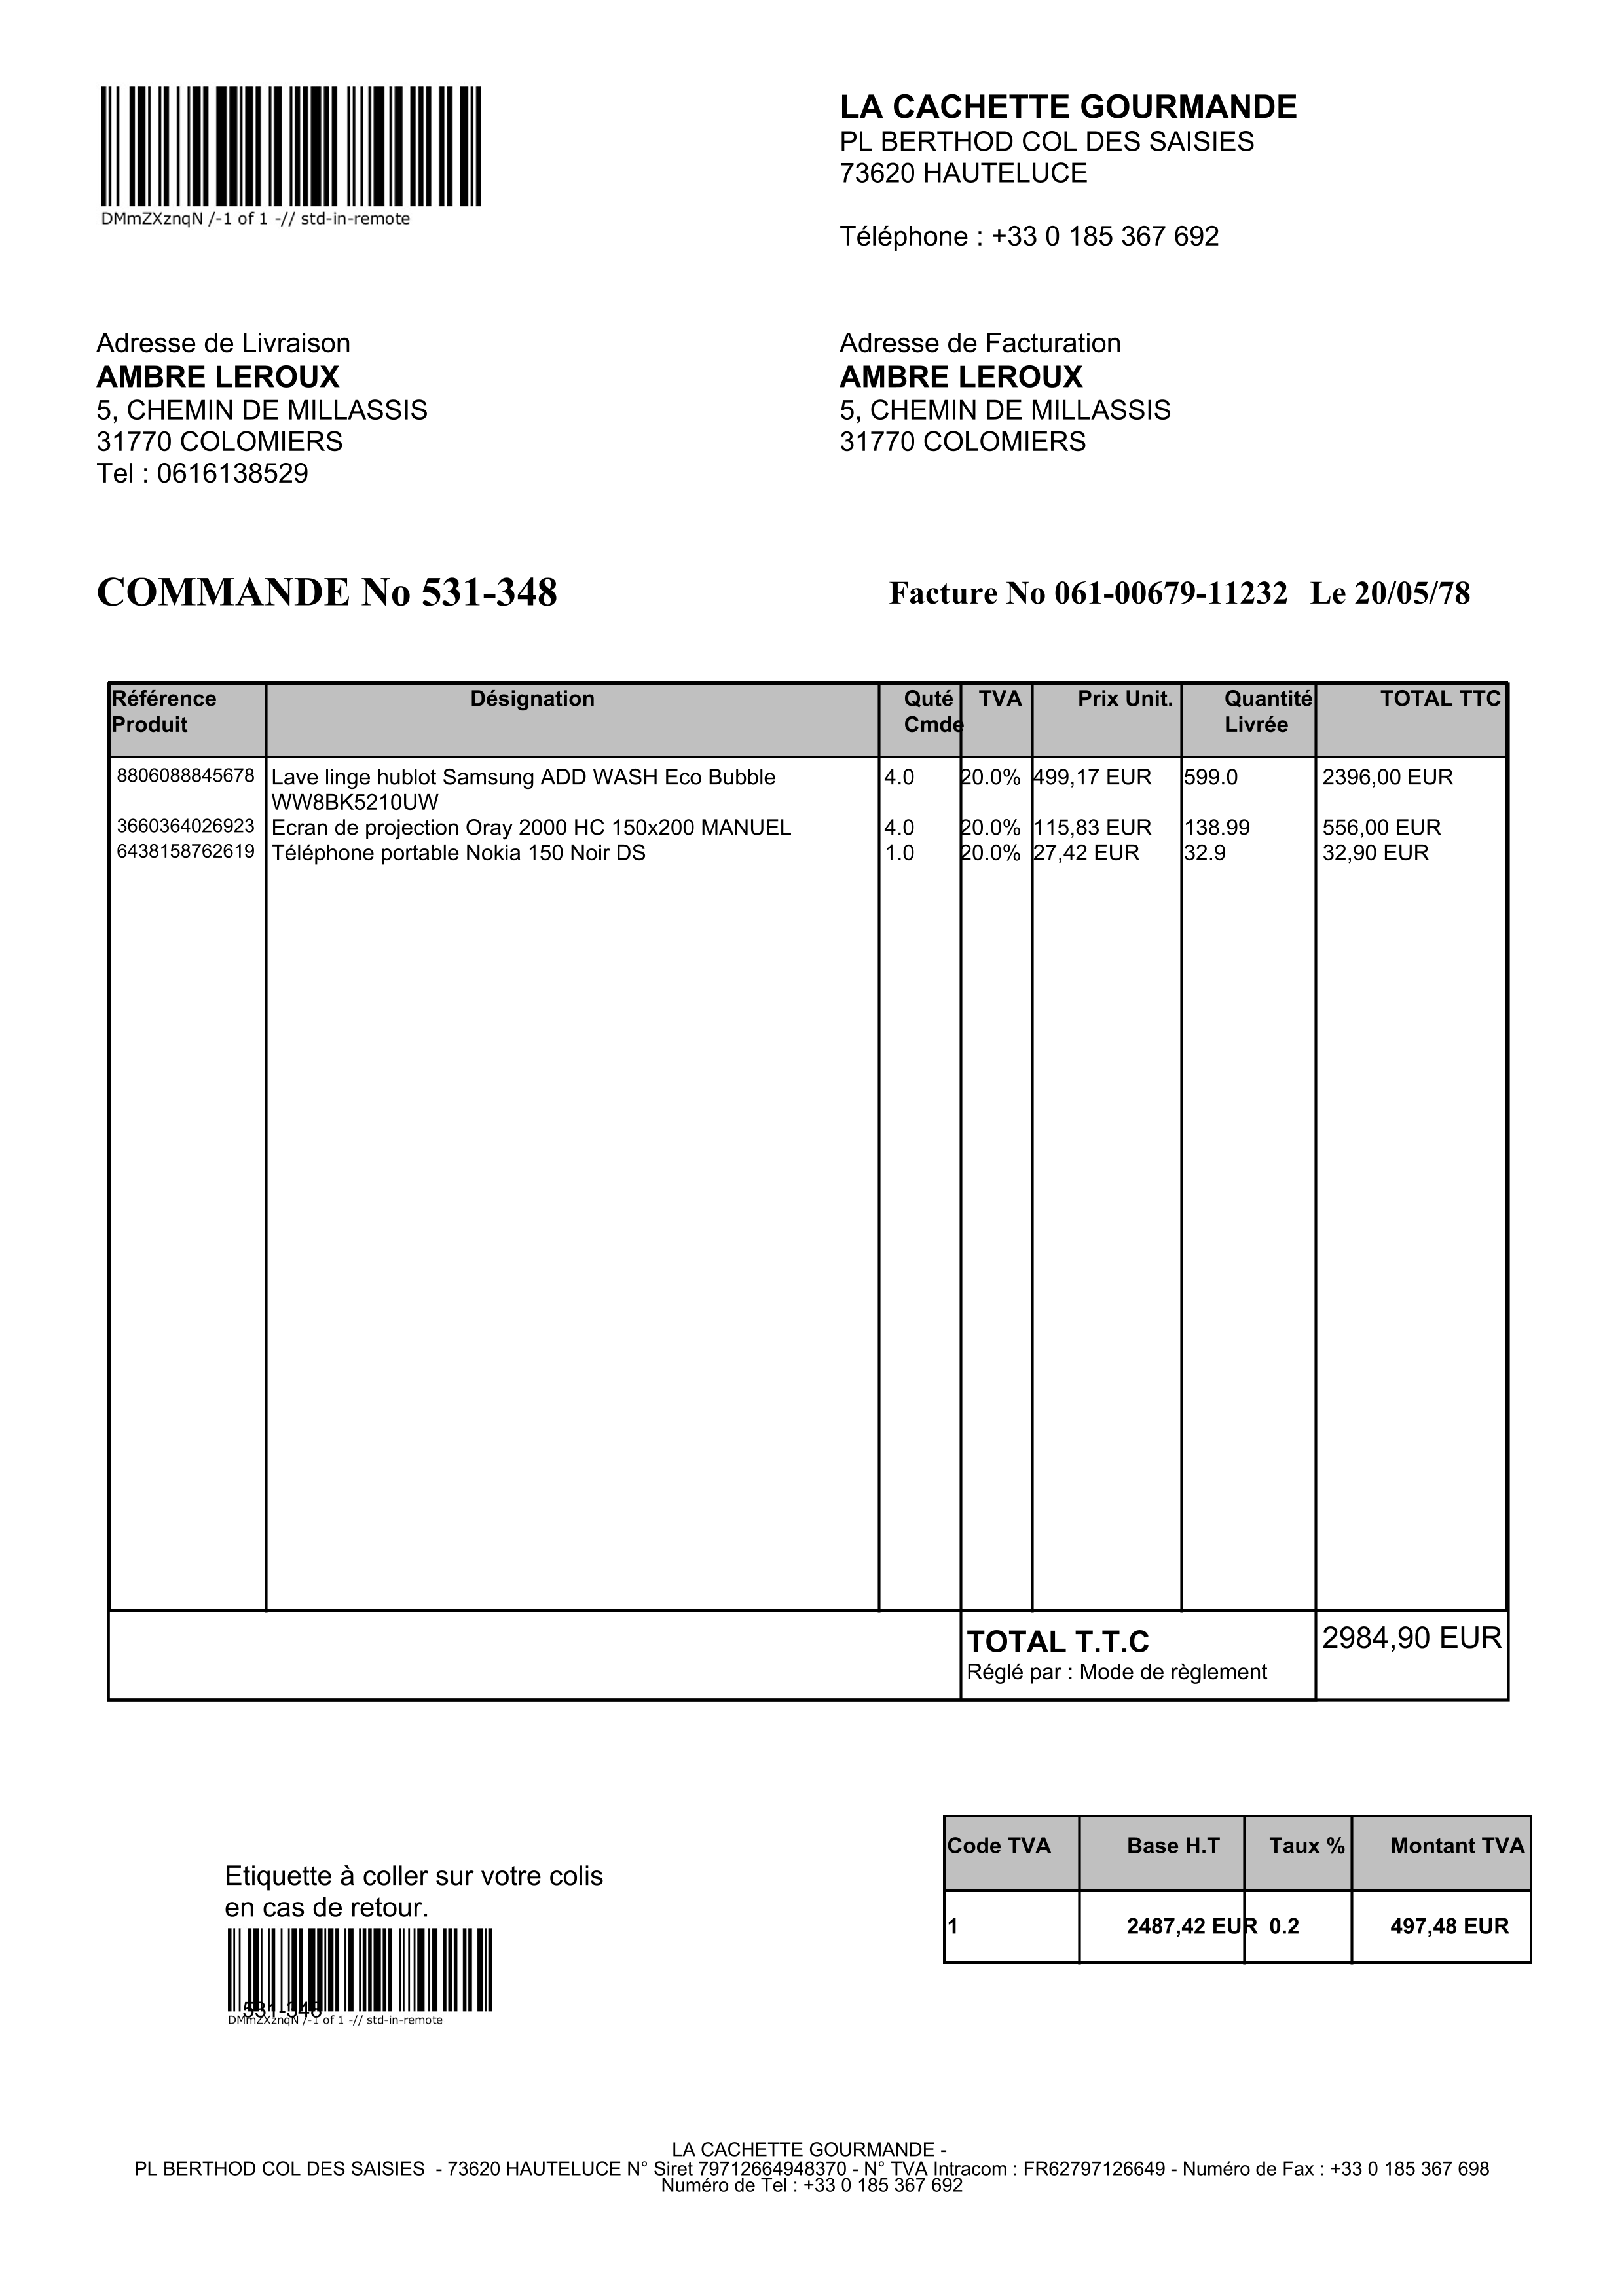 DMmZXznqN /-1 of 1 -// std-in-remote
LA CACHETTE GOURMANDE
PL BERTHOD COL DES SAISIES
73620 HAUTELUCE
Téléphone : +33 0 185 367 692
Adresse de Livraison
AMBRE LEROUX
5, CHEMIN DE MILLASSIS
31770 COLOMIERS
Tel : 0616138529
Adresse de Facturation
AMBRE LEROUX
5, CHEMIN DE MILLASSIS
31770 COLOMIERS
COMMANDE No 531-348
Facture No 061-00679-11232 Le 20/05/78
Référence Produit Désignation Quté Cmde TVA Prix Unit. Quantité Livrée TOTAL TTC
8806088845678 Lave linge hublot Samsung ADD WASH Eco Bubble 4.0 20.0% 499,17 EUR 599.0 2396,00 EUR
WW8BK5210UW
3660364026923 Ecran de projection Oray 2000 HC 150x200 MANUEL 4.0 20.0% 115,83 EUR 138.99 556,00 EUR
6438158762619 Téléphone portable Nokia 150 Noir DS 1.0 20.0% 27,42 EUR 32.9 32,90 EUR
TOTAL T.T.C 2984,90 EUR
Réglé par : Mode de règlement
Code TVA Base H.T Taux % Montant TVA
1 2487,42 EUR 0.2 497,48 EUR
Etiquette à coller sur votre colis
en cas de retour.
531-348
DMmZXznqN /-1 of 1 -// std-in-remote
LA CACHETTE GOURMANDE -
PL BERTHOD COL DES SAISIES - 73620 HAUTELUCE N° Siret 79712664948370 - N° TVA Intracom : FR62797126649 - Numéro de Fax : +33 0 185 367 698
Numéro de Tel : +33 0 185 367 692